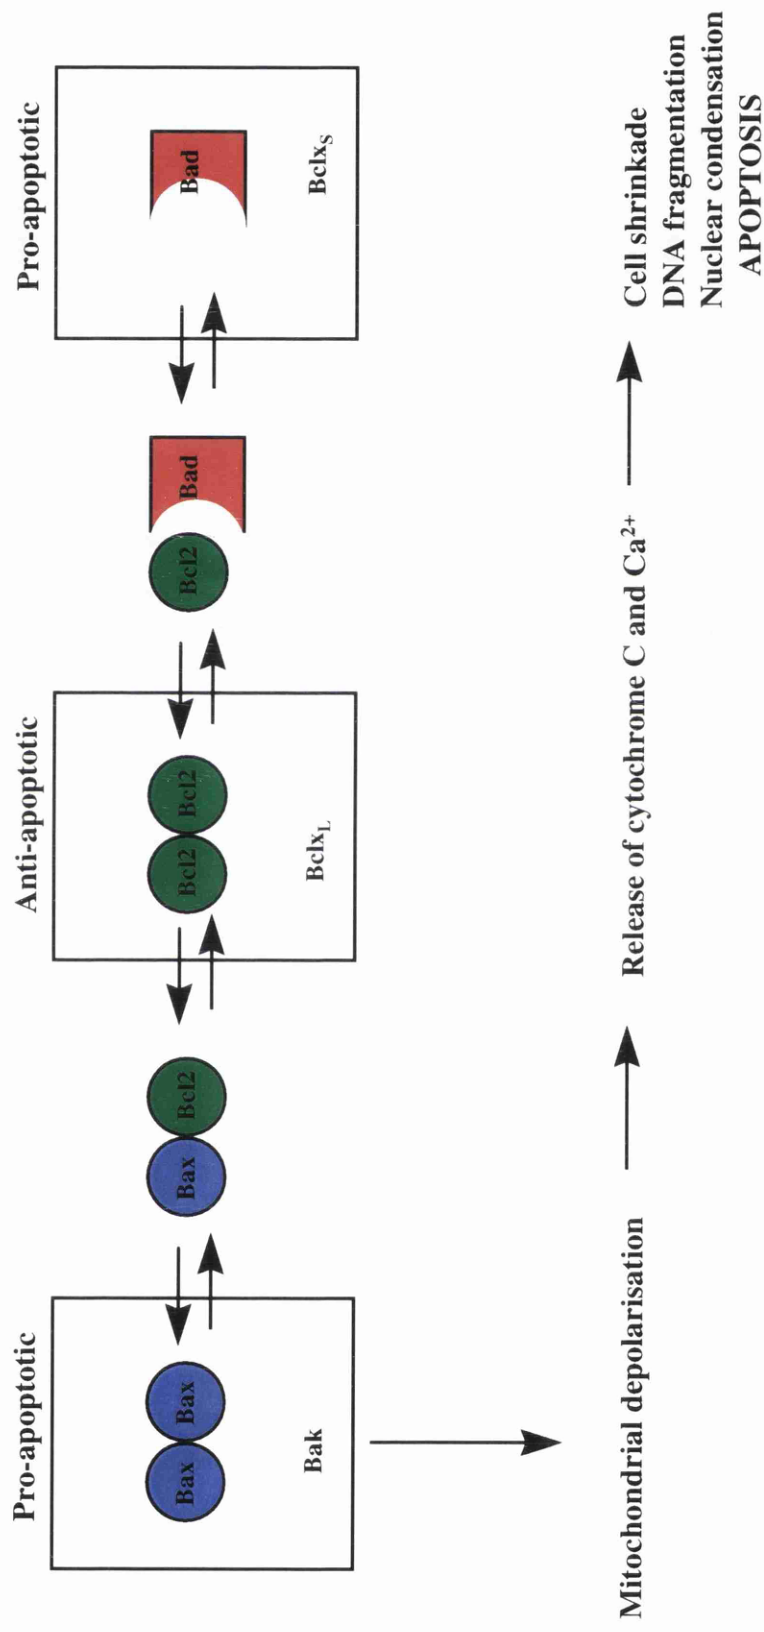 Pro-apoptotic
Bax Bax
Bak
Bax Bcl2
Anti-apoptotic
Bcl2 Bcl2
Bclx_L
Bcl2 Bad
Pro-apoptotic
Bad
Bclx_S
Mitochondrial depolarisation
Release of cytochrome C and Ca²⁺
Cell shrinkade
DNA fragmentation
Nuclear condensation
APOPTOSIS